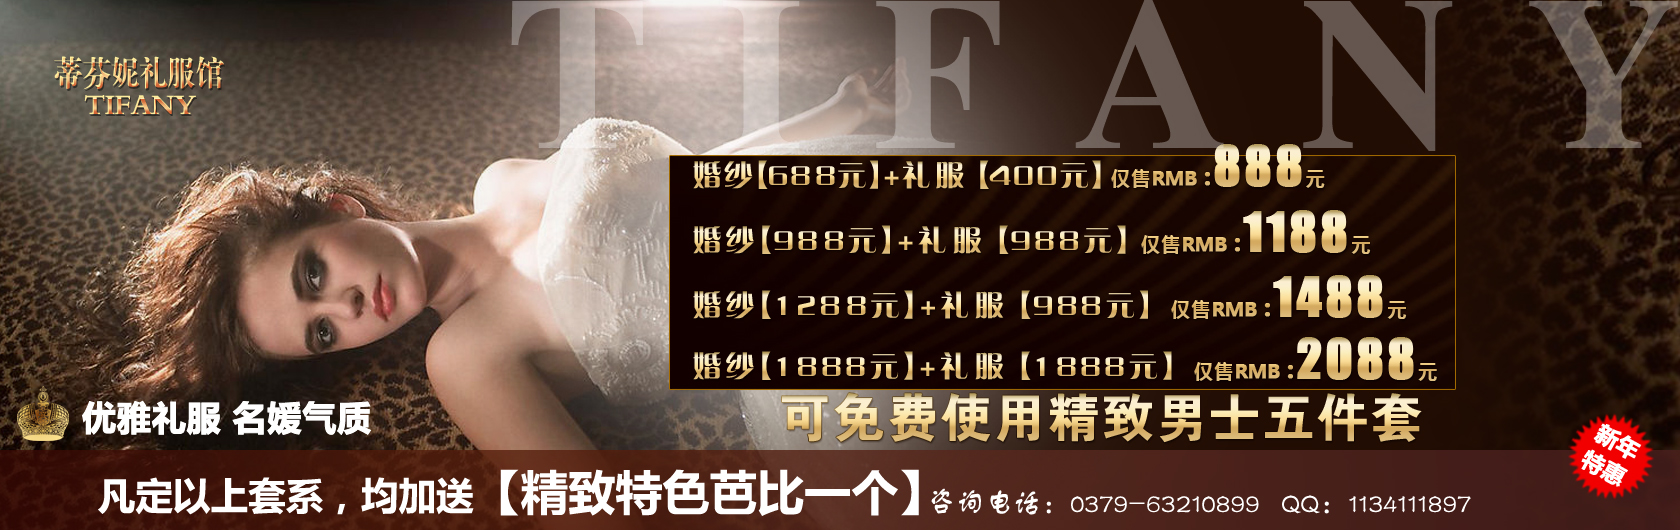 TIFANY
蒂芬妮礼服馆
TIFANY
婚纱【688元】+礼服【400元】仅售RMB:888元
婚纱【988元】+礼服【988元】仅售RMB:1188元
婚纱【1288元】+礼服【988元】仅售RMB:1488元
婚纱【1888元】+礼服【1888元】仅售RMB:2088元
可免费使用精致男士五件套
优雅礼服 名媛气质
新年
特惠
凡定以上套系，均加送【精致特色芭比一个】咨询电话：0379-63210899 QQ：1134111897